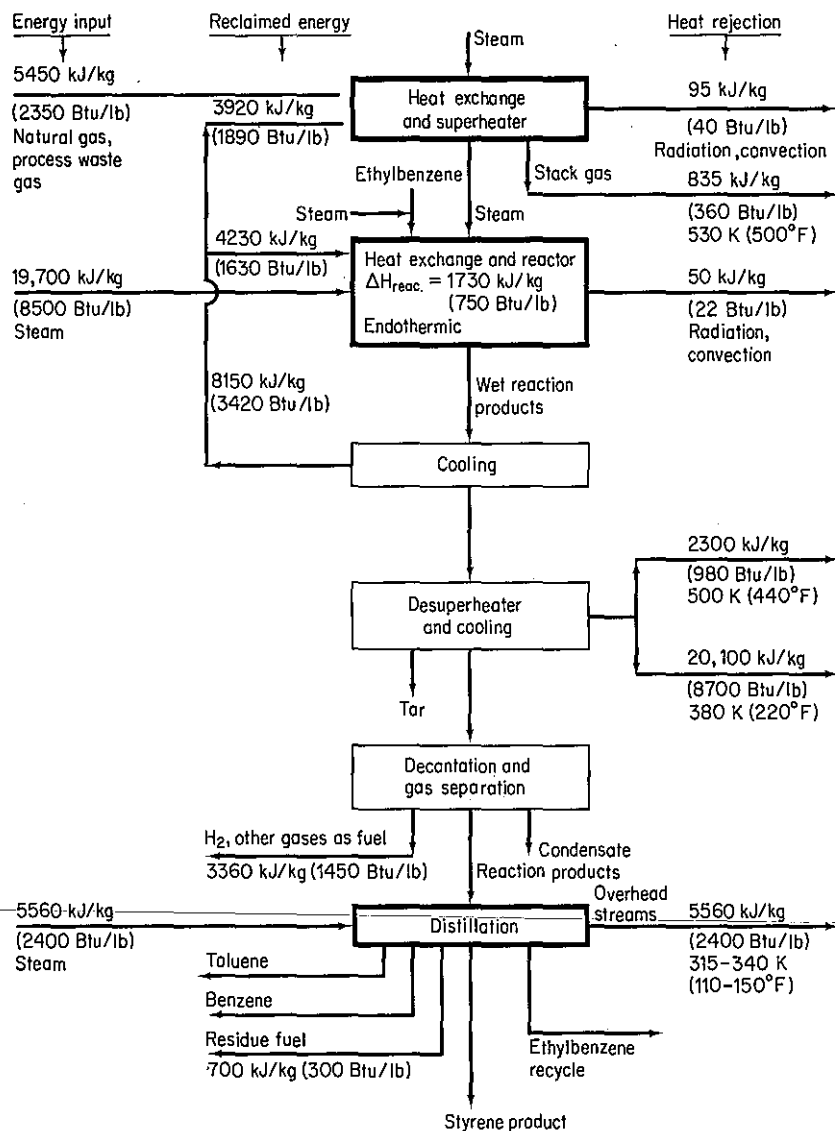 Energy input
Reclaimed energy
Heat rejection
Steam
5450 kJ/kg
(2350 Btu/lb)
Natural gas,
process waste
gas
3920 kJ/kg
(1890 Btu/lb)
Heat exchange
and superheater
95 kJ/kg
(40 Btu/lb)
Radiation, convection
Stack gas
835 kJ/kg
(360 Btu/lb)
530 K (500°F)
Ethylbenzene
Steam
Steam
4230 kJ/kg
(1630 Btu/lb)
19,700 kJ/kg
(8500 Btu/lb)
Steam
Heat exchange and reactor
ΔHreac. = 1730 kJ/kg
(750 Btu/lb)
Endothermic
50 kJ/kg
(22 Btu/lb)
Radiation,
convection
8150 kJ/kg
(3420 Btu/lb)
Wet reaction
products
Cooling
Desuperheater
and cooling
2300 kJ/kg
(980 Btu/lb)
500 K (440°F)
20,100 kJ/kg
(8700 Btu/lb)
380 K (220°F)
Tar
Decantation and
gas separation
H2, other gases as fuel
3360 kJ/kg (1450 Btu/lb)
Reaction
products
Condensate
5560 kJ/kg
(2400 Btu/lb)
Steam
Distillation
Overhead
streams
5560 kJ/kg
(2400 Btu/lb)
315-340 K
(110-150°F)
Toluene
Benzene
Residue fuel
700 kJ/kg (300 Btu/lb)
Ethylbenzene
recycle
Styrene product